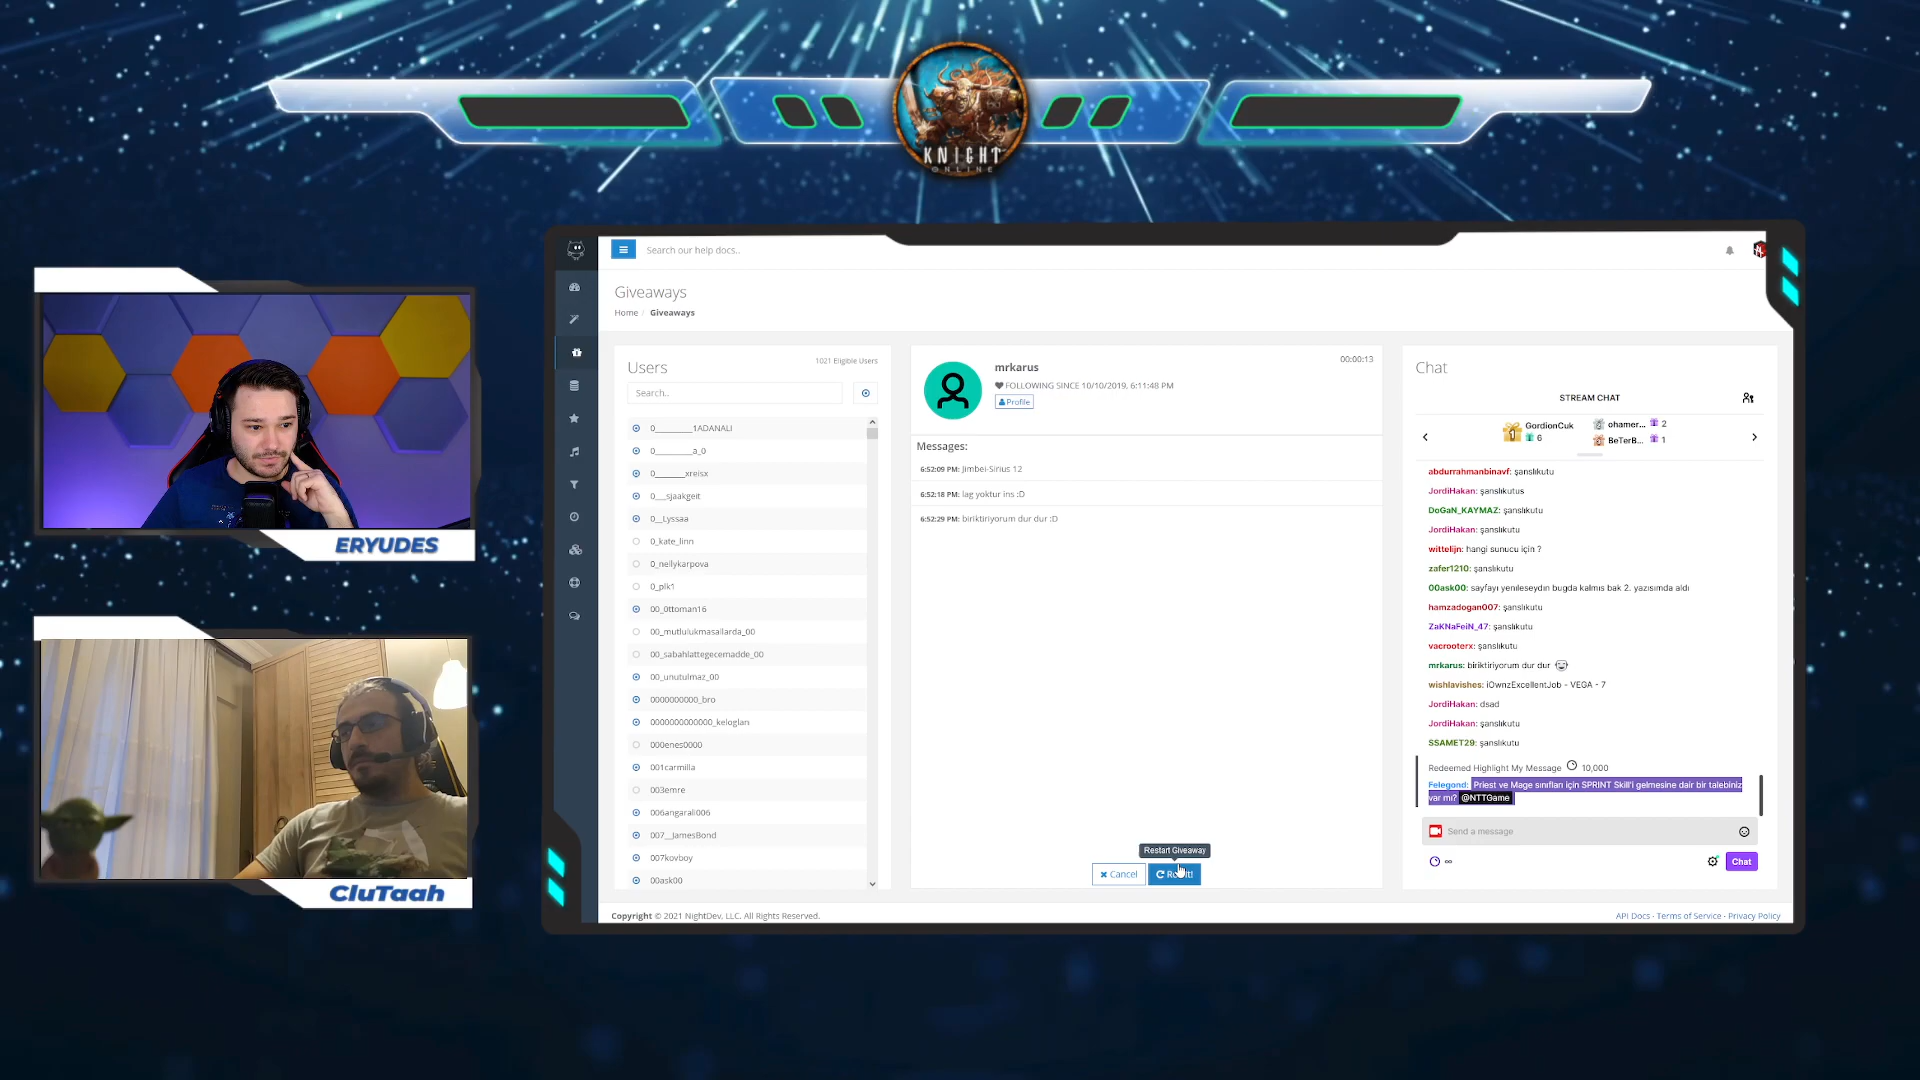 KNIGHT
ONLINE
ERYUDES
CluTaah
Search our help docs..
Giveaways
Home / Giveaways
Users
1021 Eligible Users
Search..
0_________1ADANALI
0_________a_0
0_______xreisx
0___sjaakgeit
0__Lyssaa
0_kate_linn
0_nellykarpova
0_plk1
00_0ttoman16
00_mutlulukmasallarda_00
00_sabahlattegecemadde_00
00_unutulmaz_00
0000000000_bro
0000000000000_keloglan
000enes0000
001carmilla
003emre
006angarali006
007__JamesBond
007kovboy
00ask00
mrkarus
00:00:13
FOLLOWING SINCE 10/10/2019, 6:11:48 PM
Profile
Messages:
6:52:09 PM: Jimbei-Sirius 12
6:52:18 PM: lag yoktur ins :D
6:52:29 PM: biriktiriyorum dur dur :D
Restart Giveaway
Cancel
Chat
STREAM CHAT
GordionCuk
6
ohamer... 2
BeTerB... 1
abdurrahmanbinavf: şanslıkutu
JordiHakan: şanslıkutus
DoGaN_KAYMAZ: şanslıkutu
JordiHakan: şanslıkutu
wittelijn: hangi sunucu için ?
zafer1210: şanslıkutu
00ask00: sayfayı yenileseydın bugda kalmıs bak 2. yazısımda aldı
hamzadogan007: şanslıkutu
ZaKNaFeiN_47: şanslıkutu
vacrooterx: şanslıkutu
mrkarus: biriktiriyorum dur dur
wishlavishes: iOwnzExcellentJob - VEGA - 7
JordiHakan: dsad
JordiHakan: şanslıkutu
SSAMET29: şanslıkutu
Redeemed Highlight My Message 10,000
Felegond: Priest ve Mage sınıfları için SPRINT Skill'i gelmesine dair bir talebiniz
var mı? @NTTGame
Send a message
∞
Chat
Copyright © 2021 NightDev, LLC. All Rights Reserved.
API Docs · Terms of Service · Privacy Policy